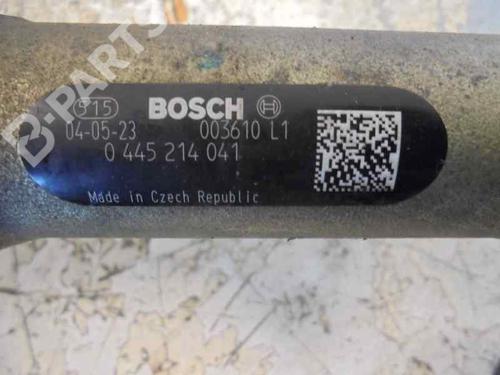 915
BOSCH
04-05-23 003610 L1
0 445 214 041
Made in Czech Republic
B-PARTS